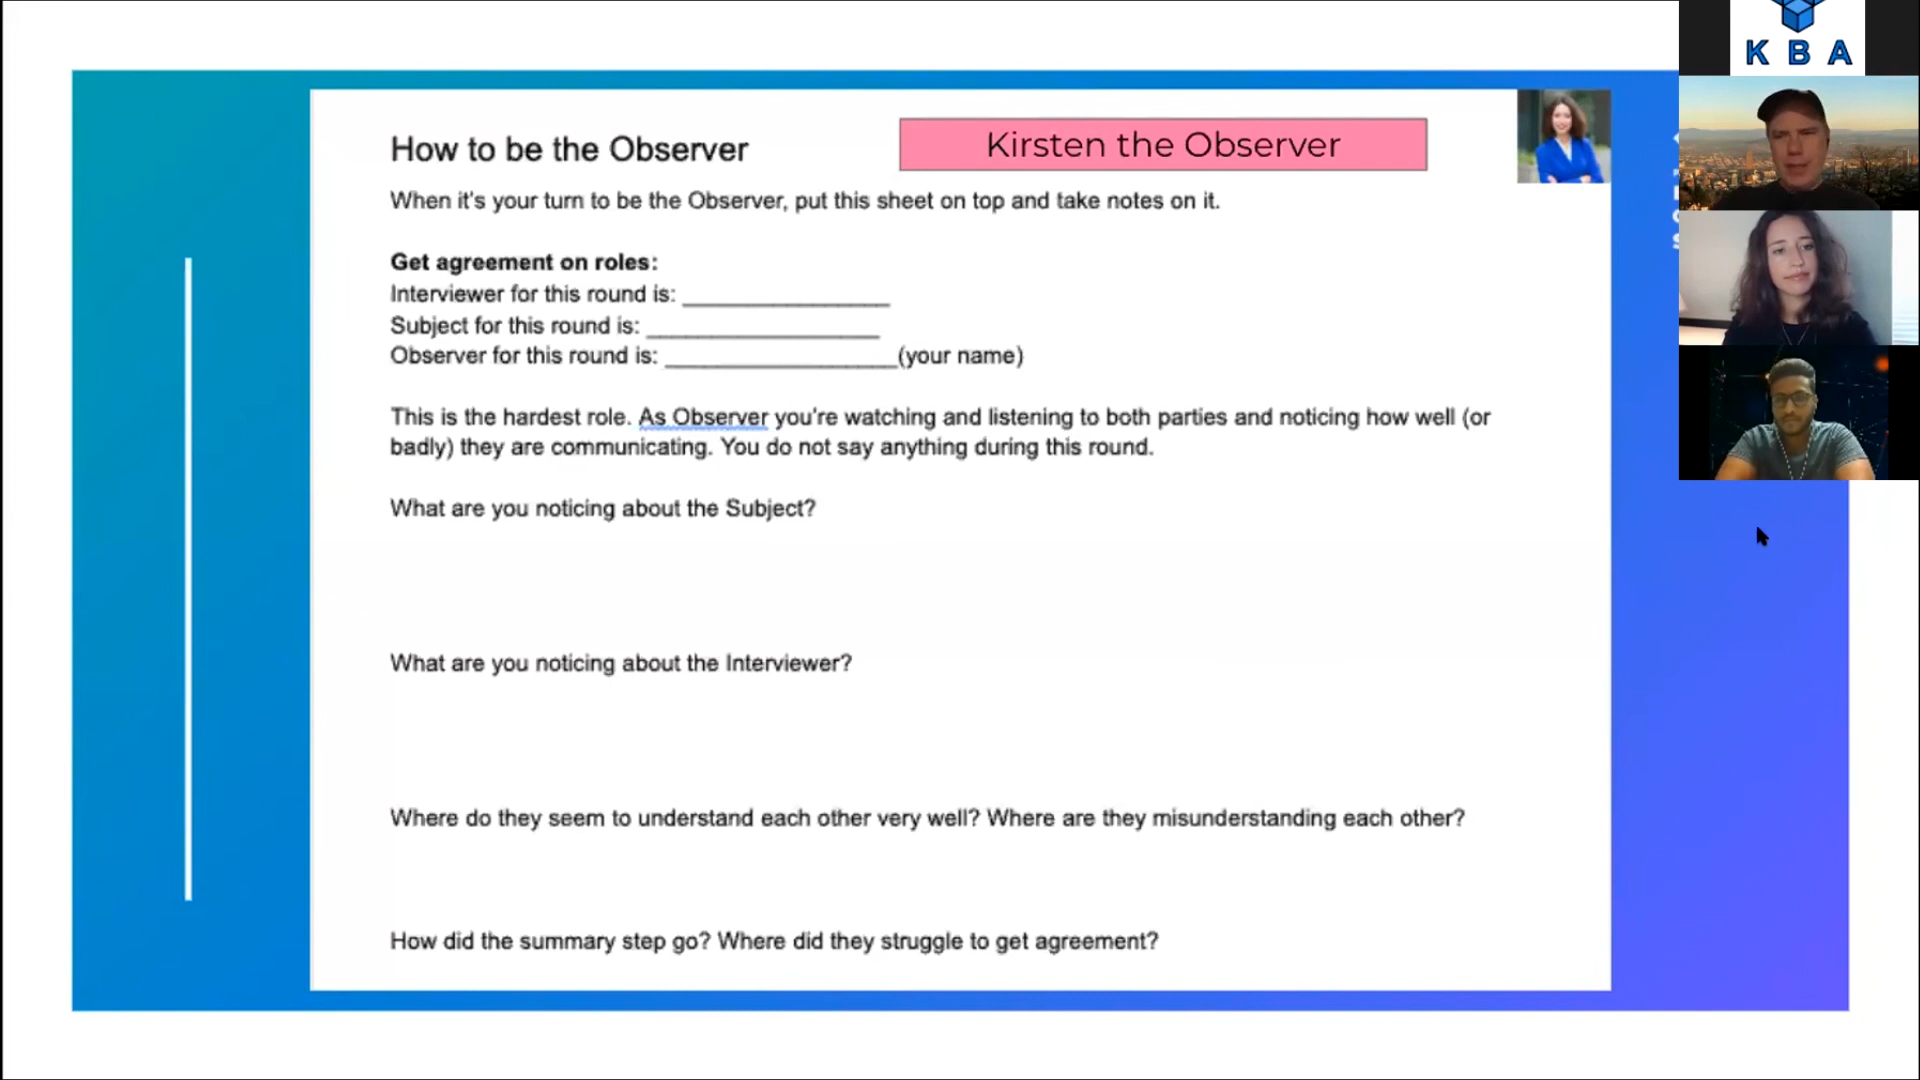 How to be the Observer
Kirsten the Observer
When it's your turn to be the Observer, put this sheet on top and take notes on it.
Get agreement on roles:
Interviewer for this round is: _________________
Subject for this round is: ___________________
Observer for this round is: ___________________(your name)
This is the hardest role. As Observer you're watching and listening to both parties and noticing how well (or
badly) they are communicating. You do not say anything during this round.
What are you noticing about the Subject?
What are you noticing about the Interviewer?
Where do they seem to understand each other very well? Where are they misunderstanding each other?
How did the summary step go? Where did they struggle to get agreement?
K B A